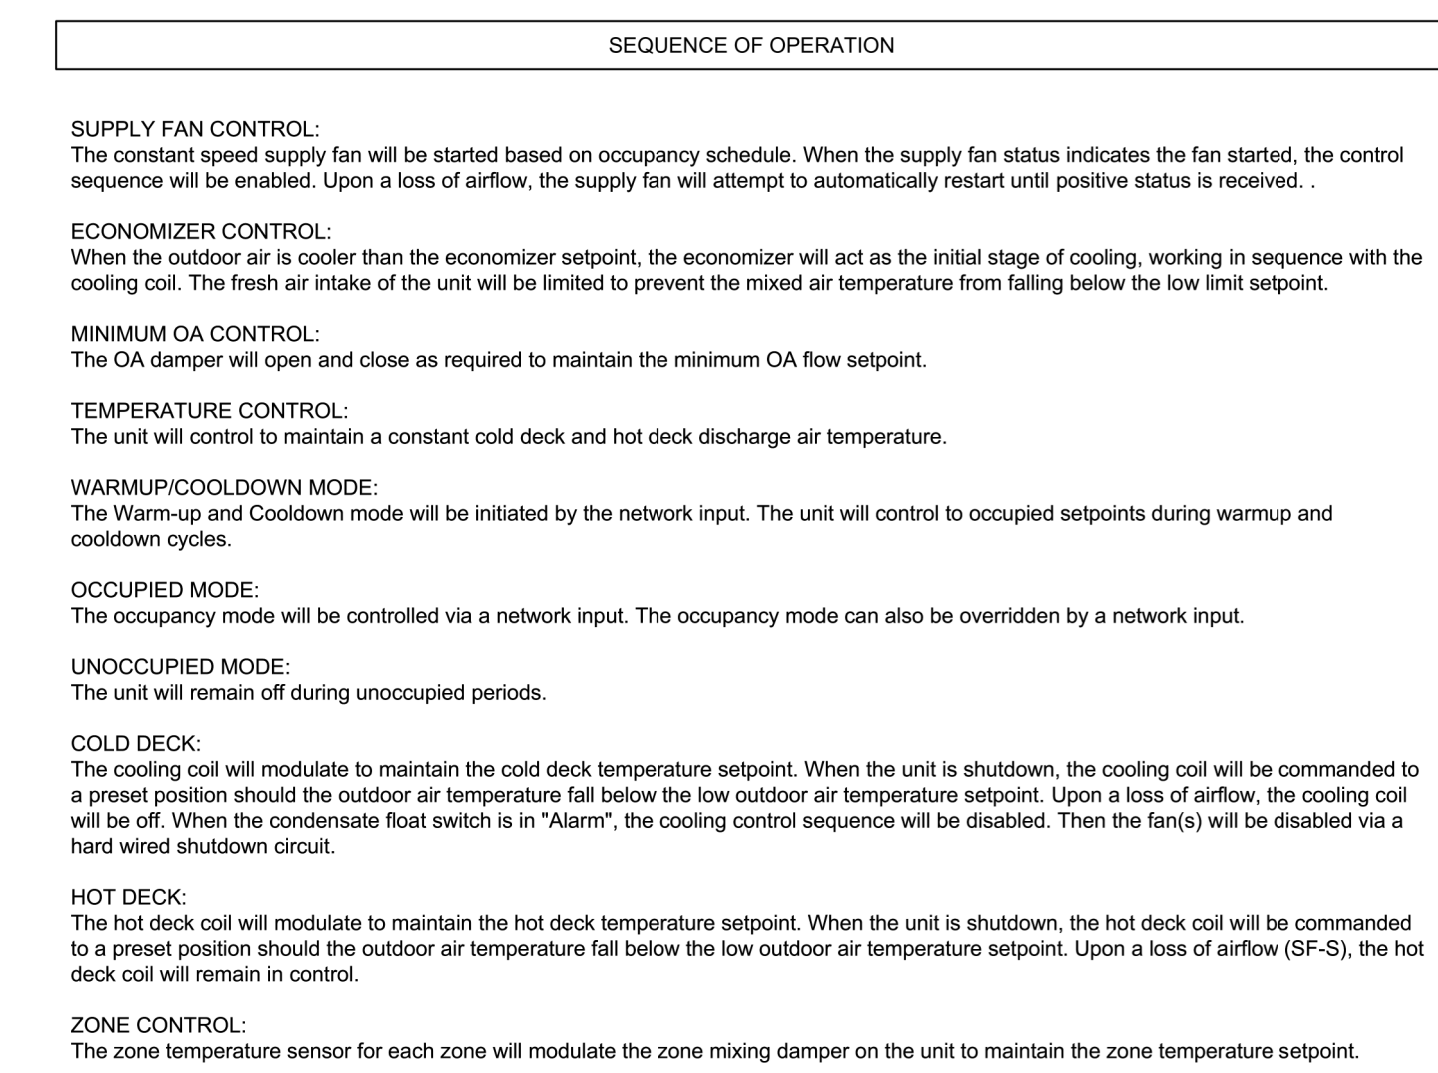 SEQUENCE OF OPERATION
SUPPLY FAN CONTROL:
The constant speed supply fan will be started based on occupancy schedule. When the supply fan status indicates the fan started, the control
sequence will be enabled. Upon a loss of airflow, the supply fan will attempt to automatically restart until positive status is received. .
ECONOMIZER CONTROL:
When the outdoor air is cooler than the economizer setpoint, the economizer will act as the initial stage of cooling, working in sequence with the
cooling coil. The fresh air intake of the unit will be limited to prevent the mixed air temperature from falling below the low limit setpoint.
MINIMUM OA CONTROL:
The OA damper will open and close as required to maintain the minimum OA flow setpoint.
TEMPERATURE CONTROL:
The unit will control to maintain a constant cold deck and hot deck discharge air temperature.
WARMUP/COOLDOWN MODE:
The Warm-up and Cooldown mode will be initiated by the network input. The unit will control to occupied setpoints during warmup and
cooldown cycles.
OCCUPIED MODE:
The occupancy mode will be controlled via a network input. The occupancy mode can also be overridden by a network input.
UNOCCUPIED MODE:
The unit will remain off during unoccupied periods.
COLD DECK:
The cooling coil will modulate to maintain the cold deck temperature setpoint. When the unit is shutdown, the cooling coil will be commanded to
a preset position should the outdoor air temperature fall below the low outdoor air temperature setpoint. Upon a loss of airflow, the cooling coil
will be off. When the condensate float switch is in "Alarm", the cooling control sequence will be disabled. Then the fan(s) will be disabled via a
hard wired shutdown circuit.
HOT DECK:
The hot deck coil will modulate to maintain the hot deck temperature setpoint. When the unit is shutdown, the hot deck coil will be commanded
to a preset position should the outdoor air temperature fall below the low outdoor air temperature setpoint. Upon a loss of airflow (SF-S), the hot
deck coil will remain in control.
ZONE CONTROL:
The zone temperature sensor for each zone will modulate the zone mixing damper on the unit to maintain the zone temperature setpoint.